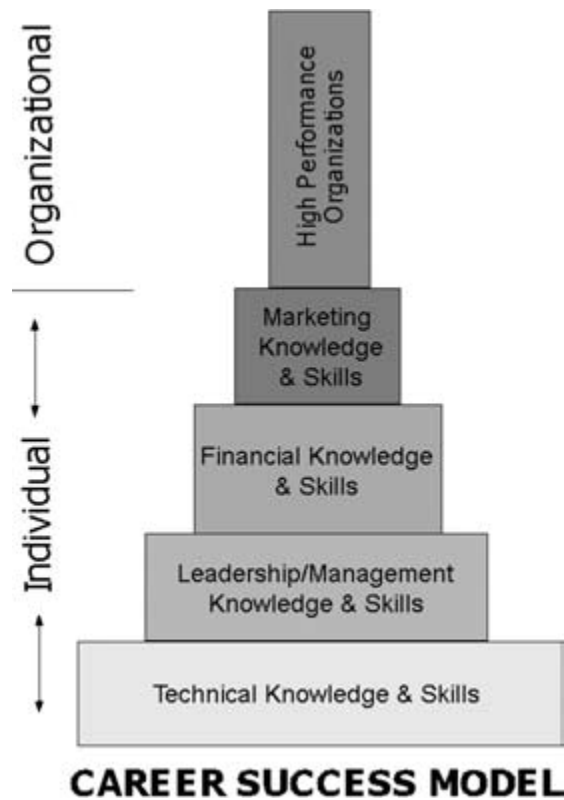 Organizational
High Performance
Organizations
Marketing
Knowledge
& Skills
Financial Knowledge
& Skills
Individual
Leadership/Management
Knowledge & Skills
Technical Knowledge & Skills
CAREER SUCCESS MODEL